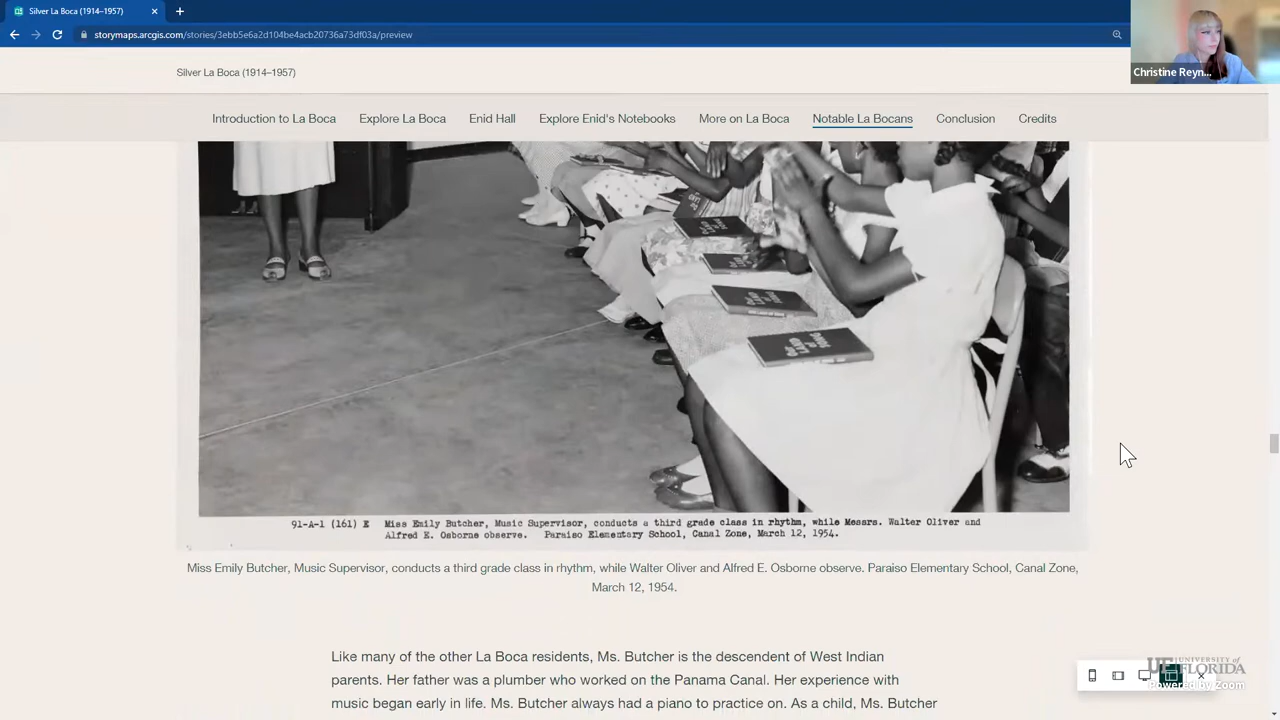 Silver La Boca (1914–1957)
storymaps.arcgis.com/stories/3ebb5e6a2d104be4acb20736a73df03a/preview
Christine Reyn...
Silver La Boca (1914–1957)
Introduction to La Boca
Explore La Boca
Enid Hall
Explore Enid's Notebooks
More on La Boca
Notable La Bocans
Conclusion
Credits
91-A-1 (161) E Miss Emily Butcher, Music Supervisor, conducts a third grade class in rhythm, while Messrs. Walter Oliver and
Alfred E. Osborne observe. Paraiso Elementary School, Canal Zone, March 12, 1954.
Miss Emily Butcher, Music Supervisor, conducts a third grade class in rhythm, while Walter Oliver and Alfred E. Osborne observe. Paraiso Elementary School, Canal Zone,
March 12, 1954.
Like many of the other La Boca residents, Ms. Butcher is the descendent of West Indian
parents. Her father was a plumber who worked on the Panama Canal. Her experience with
music began early in life. Ms. Butcher always had a piano to practice on. As a child, Ms. Butcher
UF UNIVERSITY of
FLORIDA
Powered by Zoom